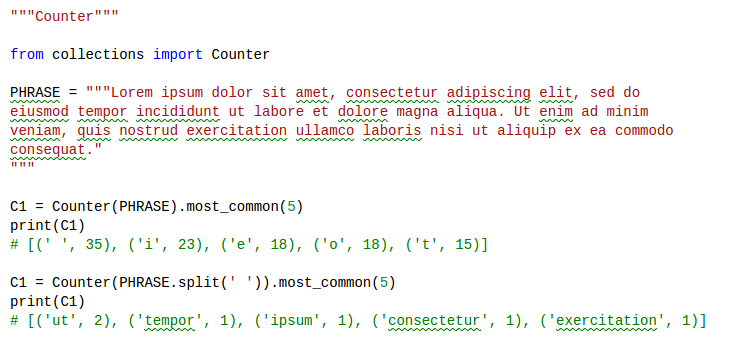 """Counter"""
from collections import Counter
PHRASE = """Lorem ipsum dolor sit amet, consectetur adipiscing elit, sed do
eiusmod tempor incididunt ut labore et dolore magna aliqua. Ut enim ad minim
veniam, quis nostrud exercitation ullamco laboris nisi ut aliquip ex ea commodo
consequat."
"""
C1 = Counter(PHRASE).most_common(5)
print(C1)
# [(' ', 35), ('i', 23), ('e', 18), ('o', 18), ('t', 15)]
C1 = Counter(PHRASE.split(' ')).most_common(5)
print(C1)
# [('ut', 2), ('tempor', 1), ('ipsum', 1), ('consectetur', 1), ('exercitation', 1)]